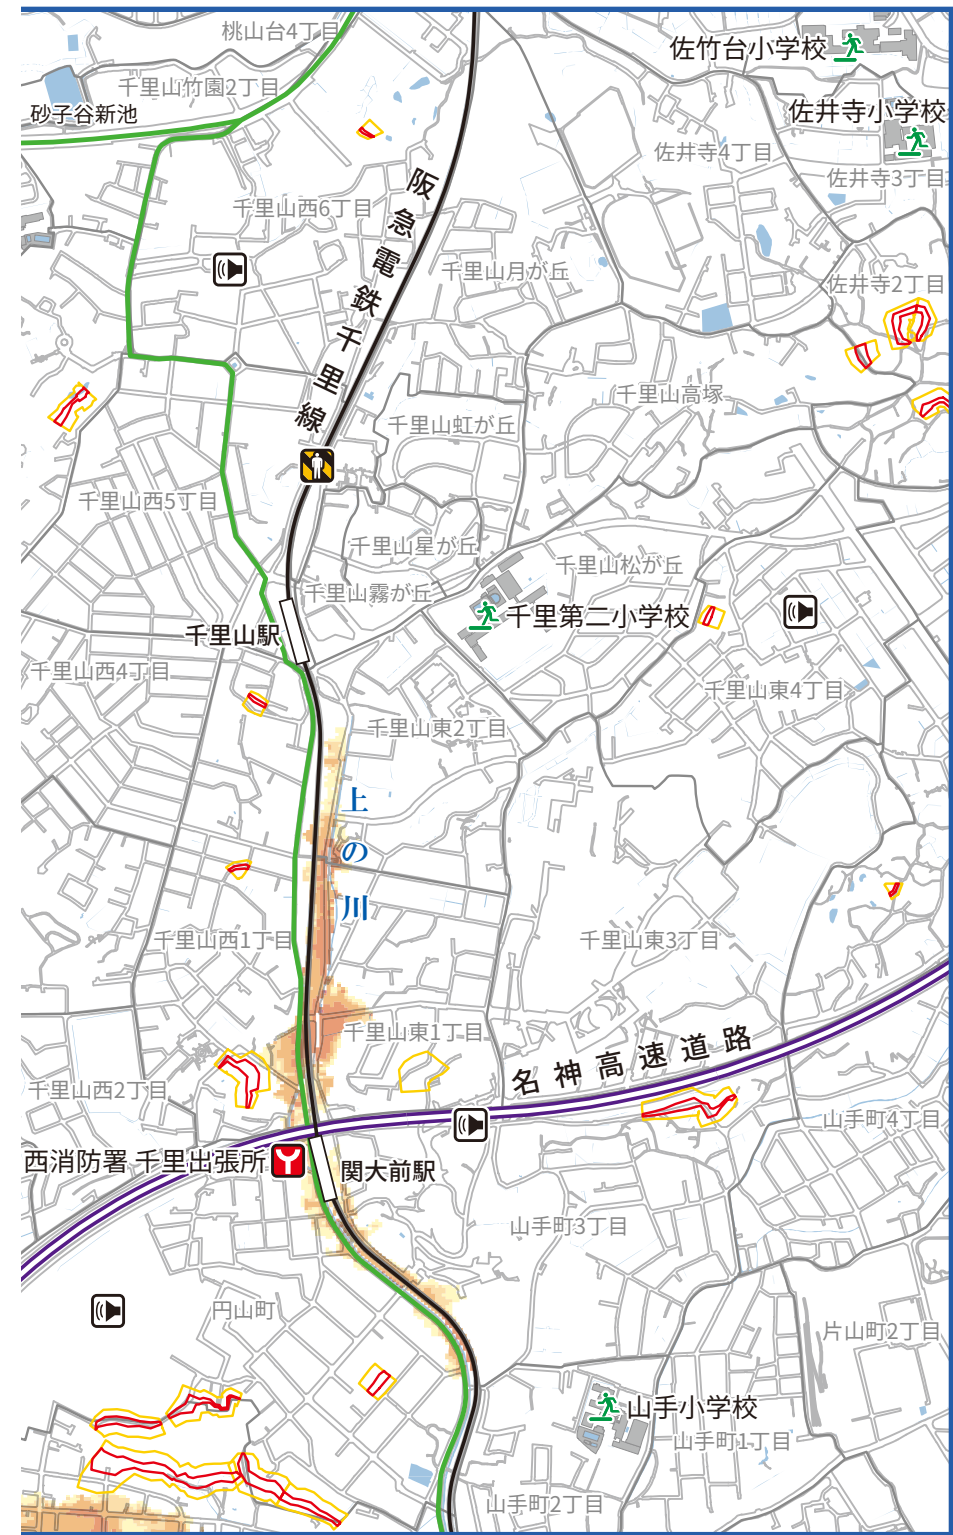 桃山台4丁目
佐竹台小学校
千里山竹園2丁目
砂子谷新池
佐井寺小学校
佐井寺4丁目
佐井寺3丁目
千里山西6丁目
阪急電鉄千里線
千里山月が丘
佐井寺2丁目
千里山高塚
千里山虹が丘
千里山西5丁目
千里山星が丘
千里山松が丘
千里山霧が丘
千里第二小学校
千里山駅
千里山西4丁目
千里山東4丁目
千里山東2丁目
上の川
千里山西1丁目
千里山東3丁目
千里山東1丁目
名神高速道路
千里山西2丁目
山手町4丁目
西消防署 千里出張所
関大前駅
山手町3丁目
円山町
片山町2丁目
山手小学校
山手町1丁目
山手町2丁目